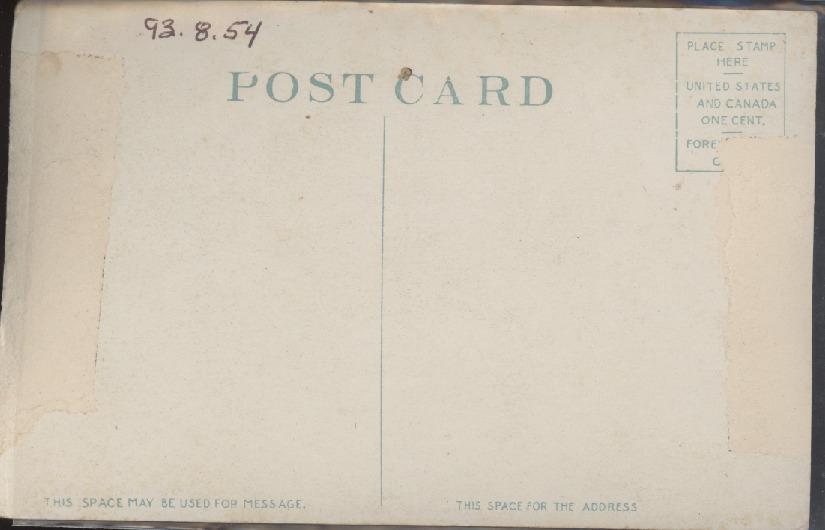 93.8.54
POST CARD
PLACE STAMP
HERE
UNITED STATES
AND CANADA
ONE CENT.
THIS SPACE MAY BE USED FOR MESSAGE.
THIS SPACE FOR THE ADDRESS